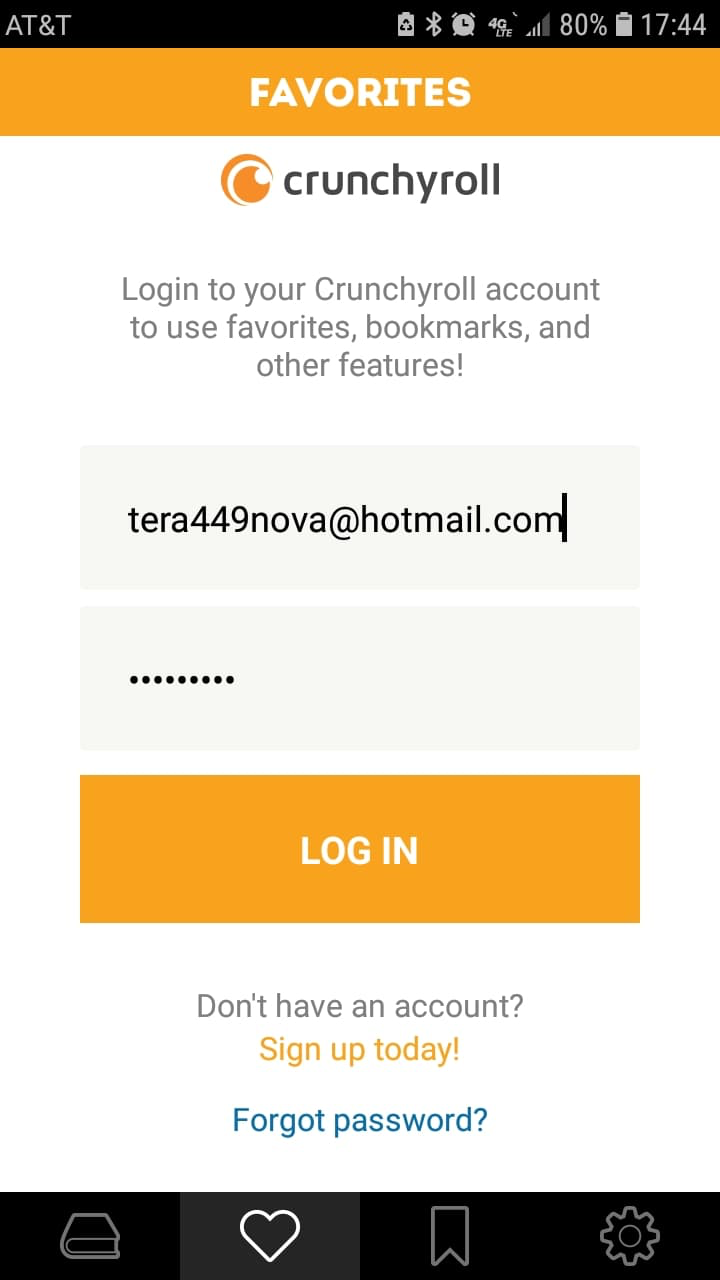 AT&T 4G LTE 80% 17:44
FAVORITES
crunchyroll
Login to your Crunchyroll account
to use favorites, bookmarks, and
other features!
tera449nova@hotmail.com
•••••••••
LOG IN
Don't have an account?
Sign up today!
Forgot password?